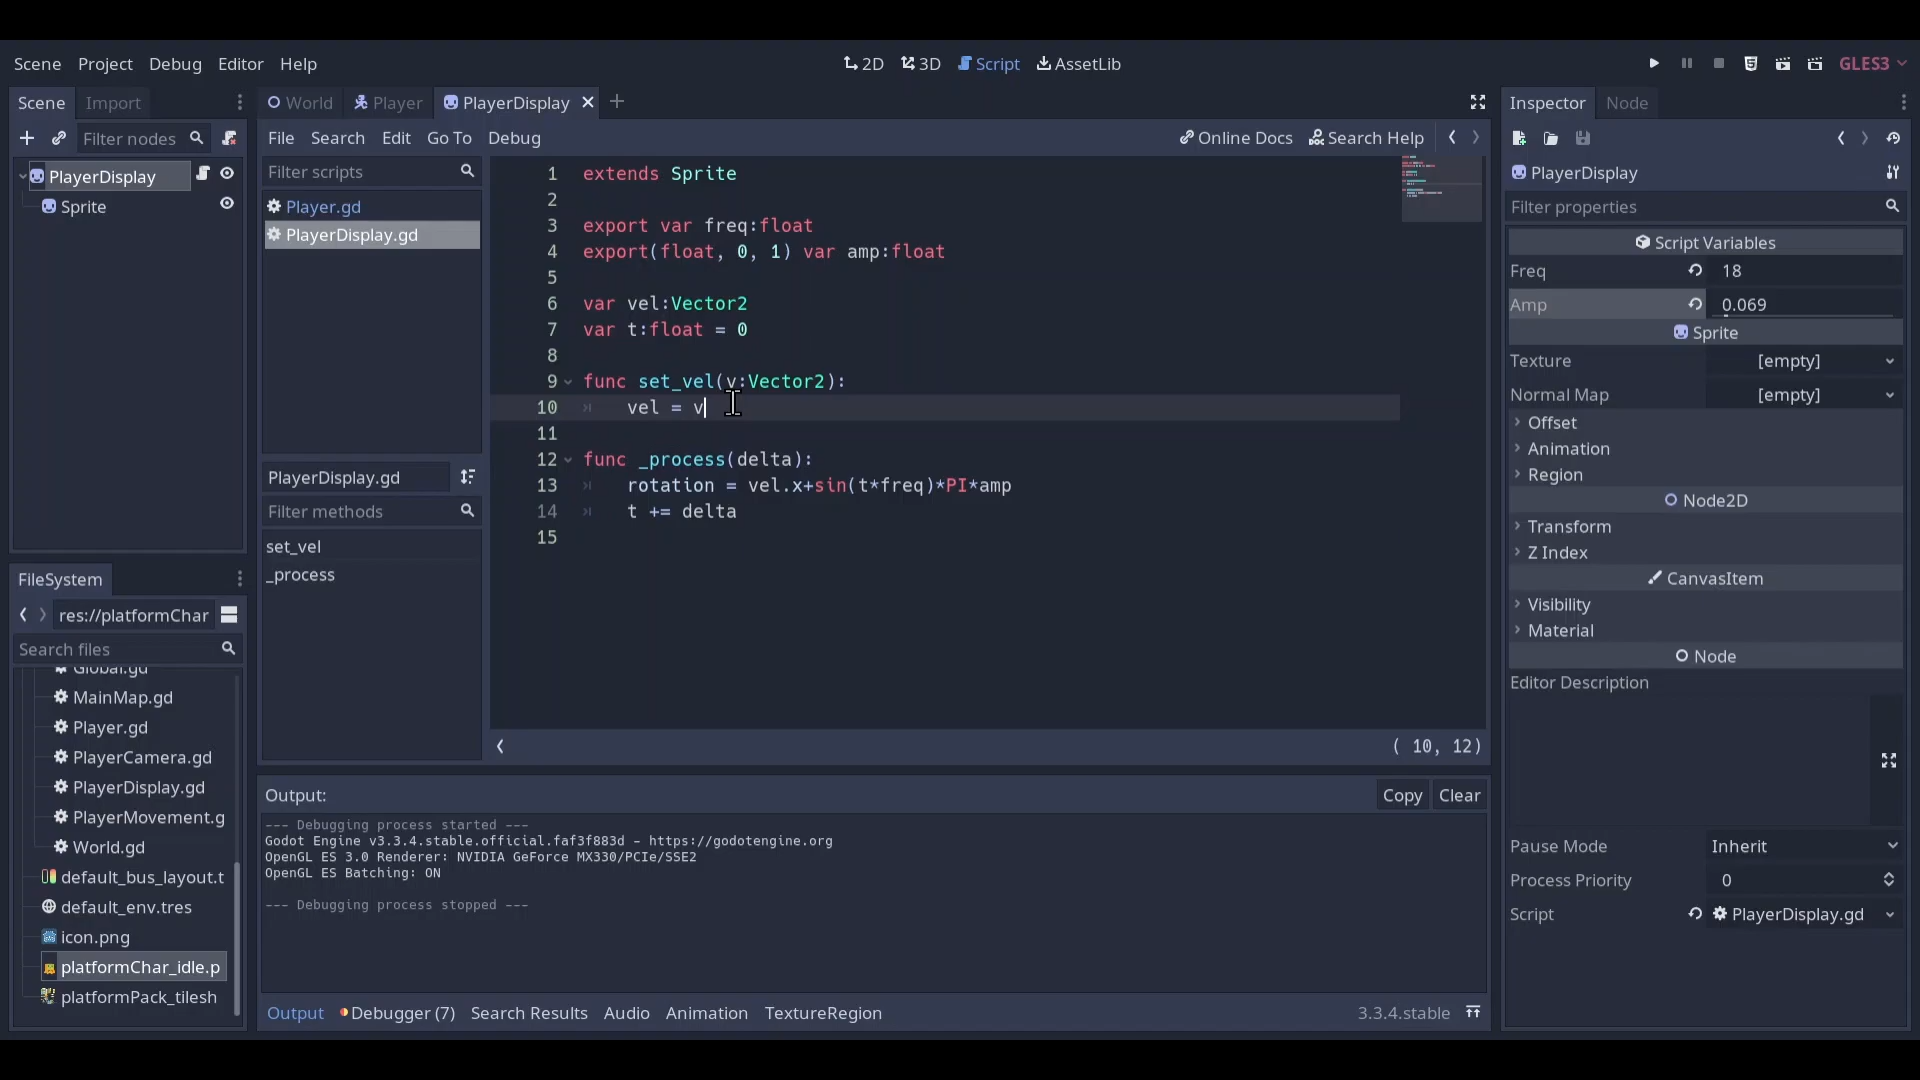 Scene Project Debug Editor Help
2D 3D Script AssetLib
GLES3
Scene Import
Filter nodes
PlayerDisplay
Sprite
FileSystem
res://platformChar
Search files
Global.gd
MainMap.gd
Player.gd
PlayerCamera.gd
PlayerDisplay.gd
PlayerMovement.g
World.gd
default_bus_layout.t
default_env.tres
icon.png
platformChar_idle.p
platformPack_tilesh
World Player PlayerDisplay
File Search Edit Go To Debug
Online Docs Search Help
Filter scripts
Player.gd
PlayerDisplay.gd
PlayerDisplay.gd
Filter methods
set_vel
_process
1 extends Sprite
2
3 export var freq:float
4 export(float, 0, 1) var amp:float
5
6 var vel:Vector2
7 var t:float = 0
8
9 func set_vel(v:Vector2):
10 vel = v
11
12 func _process(delta):
13 rotation = vel.x+sin(t*freq)*PI*amp
14 t += delta
15
( 10, 12)
Output:
Copy Clear
--- Debugging process started ---
Godot Engine v3.3.4.stable.official.faf3f883d - https://godotengine.org
OpenGL ES 3.0 Renderer: NVIDIA GeForce MX330/PCIe/SSE2
OpenGL ES Batching: ON
--- Debugging process stopped ---
Output Debugger (7) Search Results Audio Animation TextureRegion
3.3.4.stable
Inspector Node
PlayerDisplay
Filter properties
Script Variables
Freq 18
Amp 0.069
Sprite
Texture [empty]
Normal Map [empty]
Offset
Animation
Region
Node2D
Transform
Z Index
CanvasItem
Visibility
Material
Node
Editor Description
Pause Mode Inherit
Process Priority 0
Script PlayerDisplay.gd